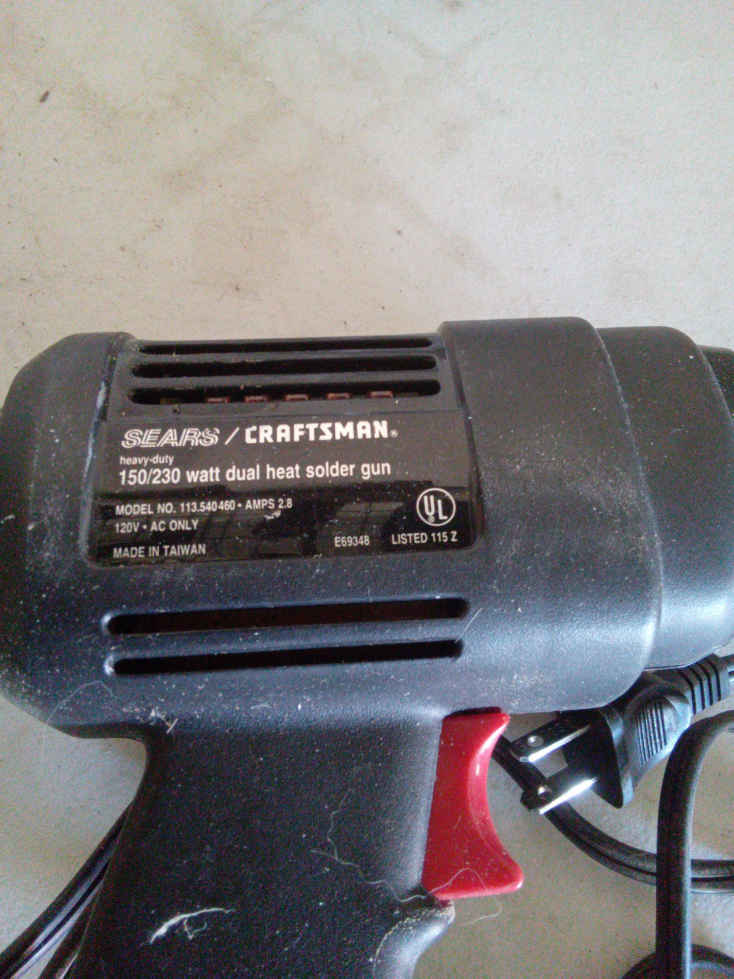 SEARS / CRAFTSMAN®
heavy-duty
150/230 watt dual heat solder gun
MODEL NO. 113.540460 • AMPS 2.8
120V • AC ONLY
UL®
MADE IN TAIWAN E69348 LISTED 115 Z